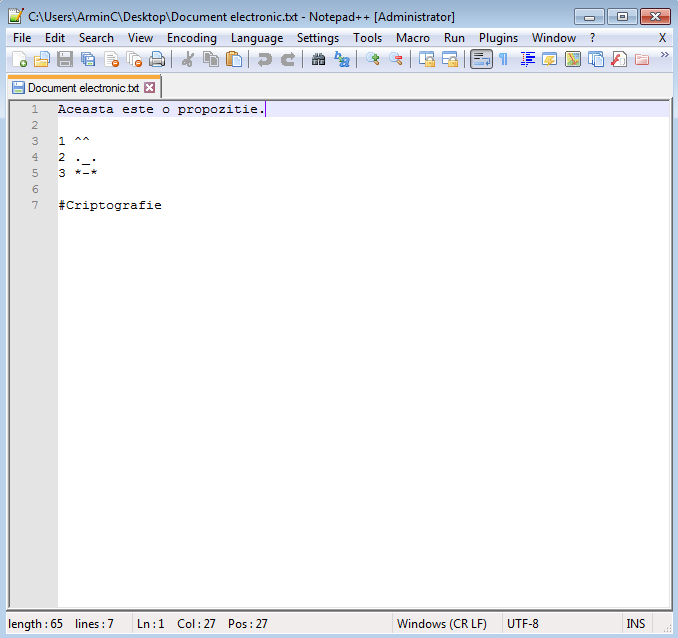 C:\Users\ArminC\Desktop\Document electronic.txt - Notepad++ [Administrator]
File Edit Search View Encoding Language Settings Tools Macro Run Plugins Window ? X
Document electronic.txt
1 Aceasta este o propozitie.
2
3 1 ^^
4 2 ._.
5 3 *-*
6
7 #Criptografie
length : 65 lines : 7 Ln : 1 Col : 27 Pos : 27 Windows (CR LF) UTF-8 INS